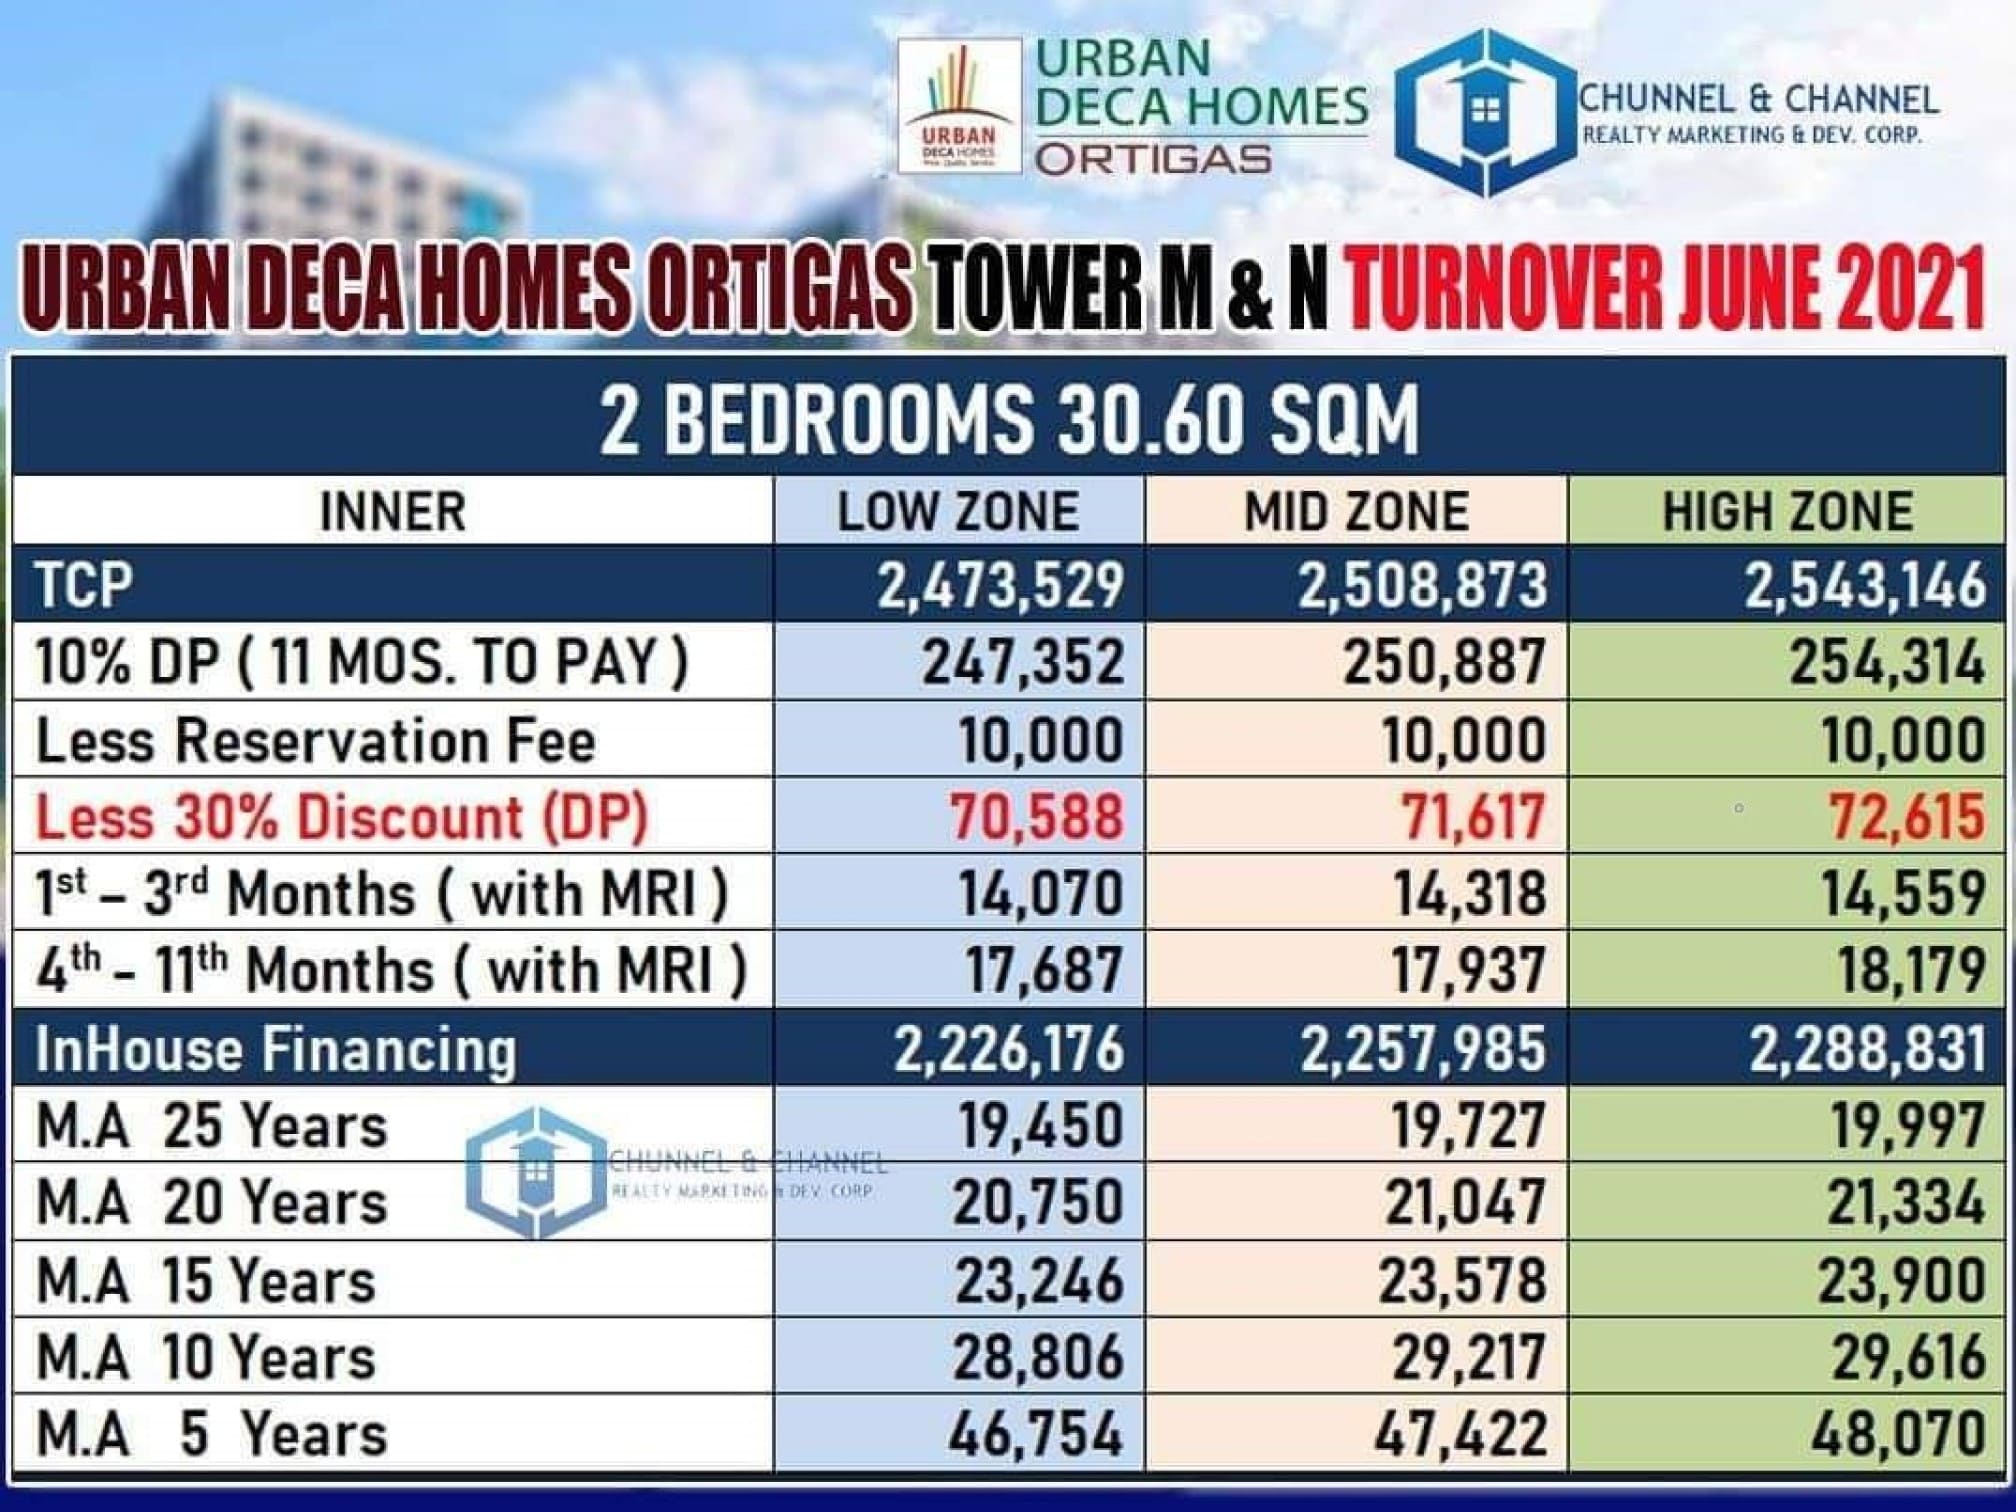 URBAN
DECA HOMES
ORTIGAS
URBAN
DECA HOMES
CHUNNEL & CHANNEL
REALTY MARKETING & DEV. CORP.
URBAN DECA HOMES ORTIGAS TOWER M & N TURNOVER JUNE 2021
2 BEDROOMS 30.60 SQM
INNER LOW ZONE MID ZONE HIGH ZONE
TCP 2,473,529 2,508,873 2,543,146
10% DP ( 11 MOS. TO PAY ) 247,352 250,887 254,314
Less Reservation Fee 10,000 10,000 10,000
Less 30% Discount (DP) 70,588 71,617 72,615
1st – 3rd Months ( with MRI ) 14,070 14,318 14,559
4th - 11th Months ( with MRI ) 17,687 17,937 18,179
InHouse Financing 2,226,176 2,257,985 2,288,831
M.A 25 Years 19,450 19,727 19,997
CHUNNEL & CHANNEL
REALTY MARKETING & DEV. CORP
M.A 20 Years 20,750 21,047 21,334
M.A 15 Years 23,246 23,578 23,900
M.A 10 Years 28,806 29,217 29,616
M.A 5 Years 46,754 47,422 48,070